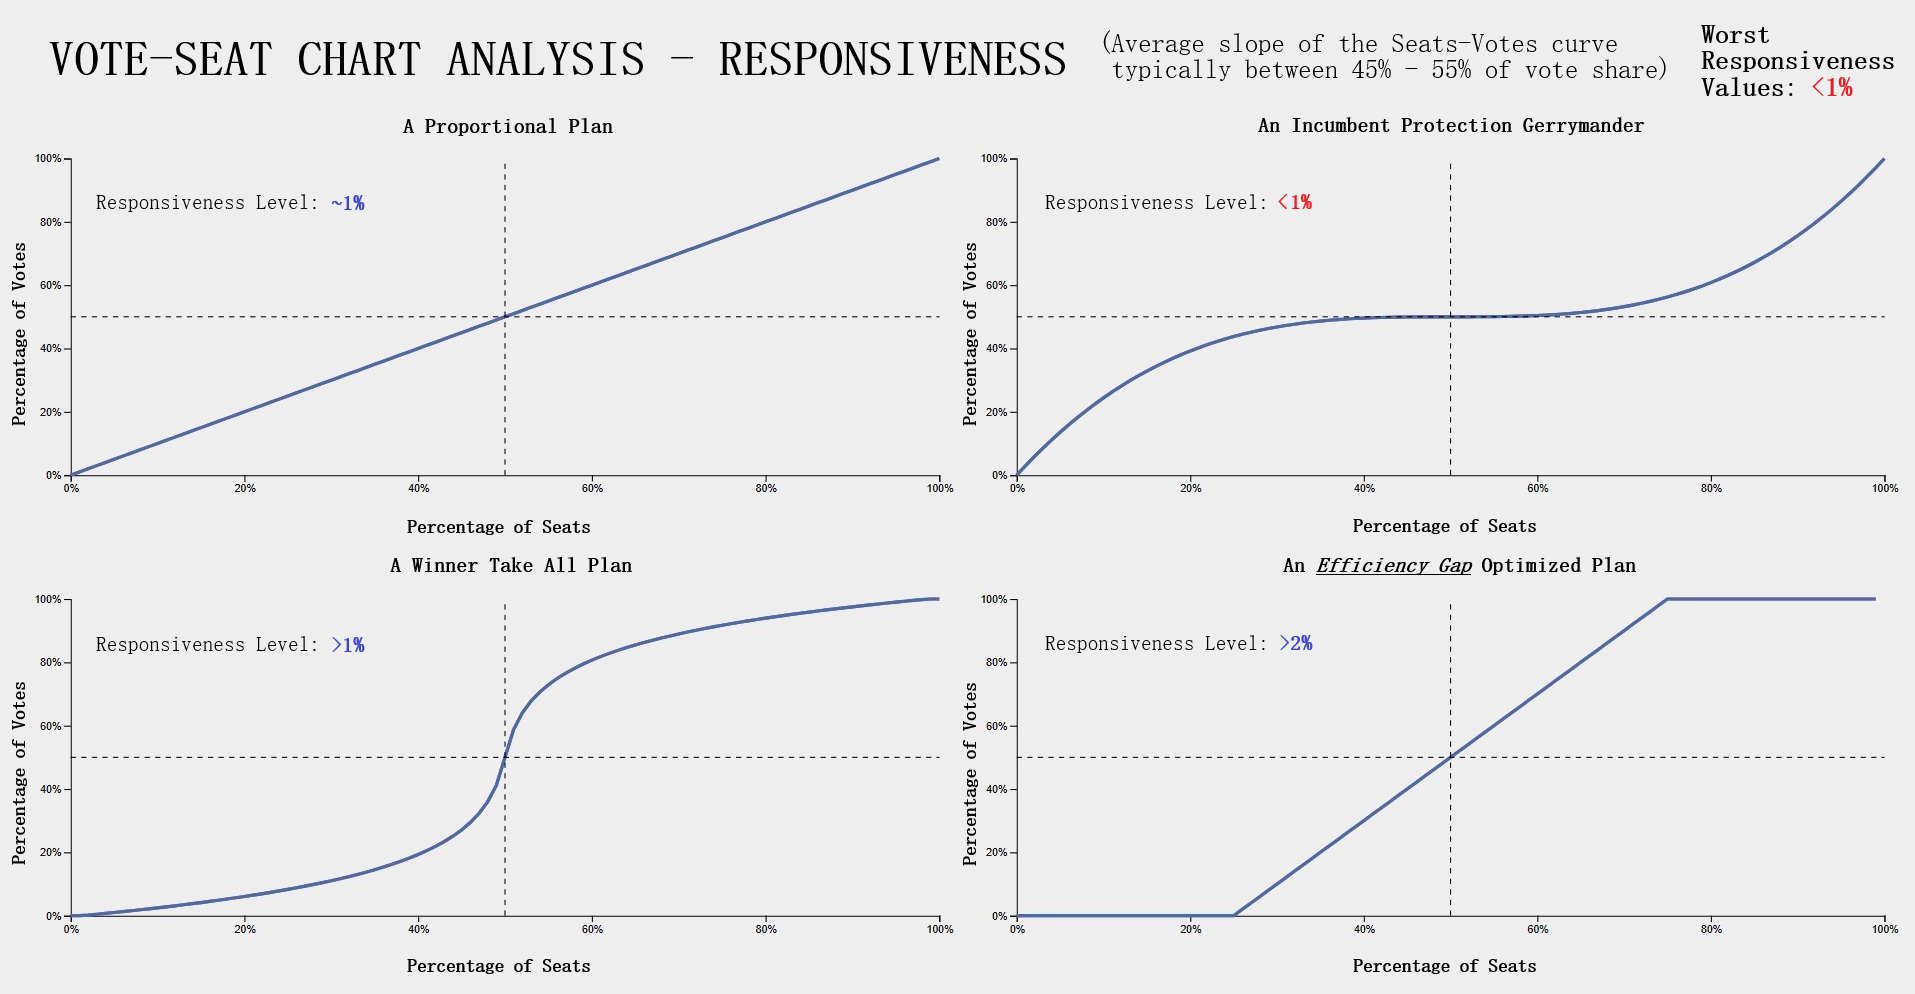 VOTE-SEAT CHART ANALYSIS - RESPONSIVENESS
(Average slope of the Seats-Votes curve
typically between 45% - 55% of vote share)
Worst
Responsiveness
Values: <1%
A Proportional Plan
Responsiveness Level: ~1%
Percentage of Votes
100%
80%
60%
40%
20%
0%
0% 20% 40% 60% 80% 100%
Percentage of Seats
An Incumbent Protection Gerrymander
Responsiveness Level: <1%
Percentage of Votes
100%
80%
60%
40%
20%
0%
0% 20% 40% 60% 80% 100%
Percentage of Seats
A Winner Take All Plan
Responsiveness Level: >1%
Percentage of Votes
100%
80%
60%
40%
20%
0%
0% 20% 40% 60% 80% 100%
Percentage of Seats
An Efficiency Gap Optimized Plan
Responsiveness Level: >2%
Percentage of Votes
100%
80%
60%
40%
20%
0%
0% 20% 40% 60% 80% 100%
Percentage of Seats